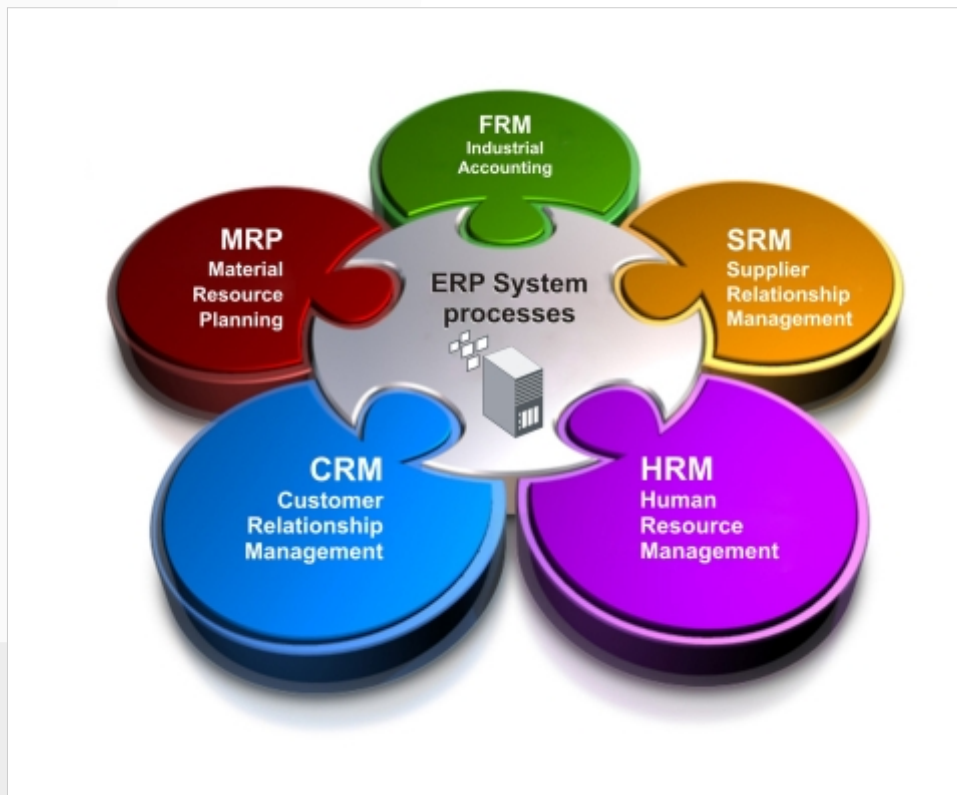 FRM
Industrial
Accounting
MRP
Material
Resource
Planning
ERP System
processes
SRM
Supplier
Relationship
Management
CRM
Customer
Relationship
Management
HRM
Human
Resource
Management